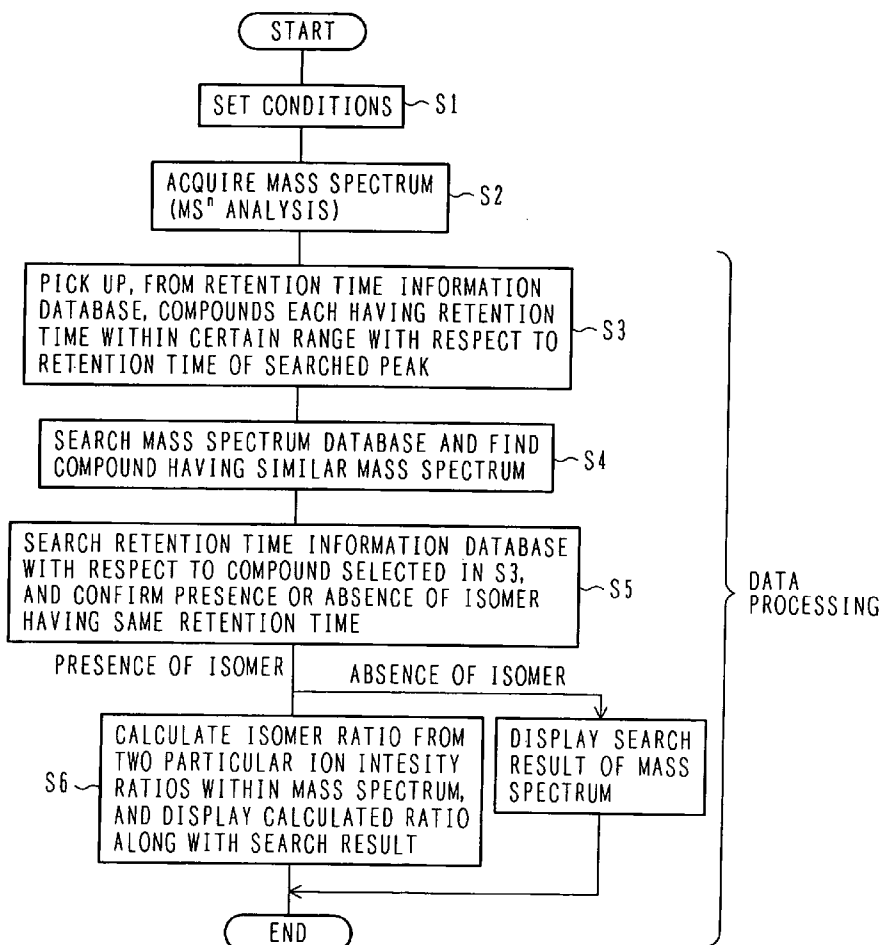 START
SET CONDITIONS
S1
ACQUIRE MASS SPECTRUM
(MSⁿ ANALYSIS)
S2
PICK UP, FROM RETENTION TIME INFORMATION
DATABASE, COMPOUNDS EACH HAVING RETENTION
TIME WITHIN CERTAIN RANGE WITH RESPECT TO
RETENTION TIME OF SEARCHED PEAK
S3
SEARCH MASS SPECTRUM DATABASE AND FIND
COMPOUND HAVING SIMILAR MASS SPECTRUM
S4
SEARCH RETENTION TIME INFORMATION DATABASE
WITH RESPECT TO COMPOUND SELECTED IN S3,
AND CONFIRM PRESENCE OR ABSENCE OF ISOMER
HAVING SAME RETENTION TIME
S5
DATA
PROCESSING
PRESENCE OF ISOMER
ABSENCE OF ISOMER
S6
CALCULATE ISOMER RATIO FROM
TWO PARTICULAR ION INTESITY
RATIOS WITHIN MASS SPECTRUM,
AND DISPLAY CALCULATED RATIO
ALONG WITH SEARCH RESULT
DISPLAY SEARCH
RESULT OF MASS
SPECTRUM
END